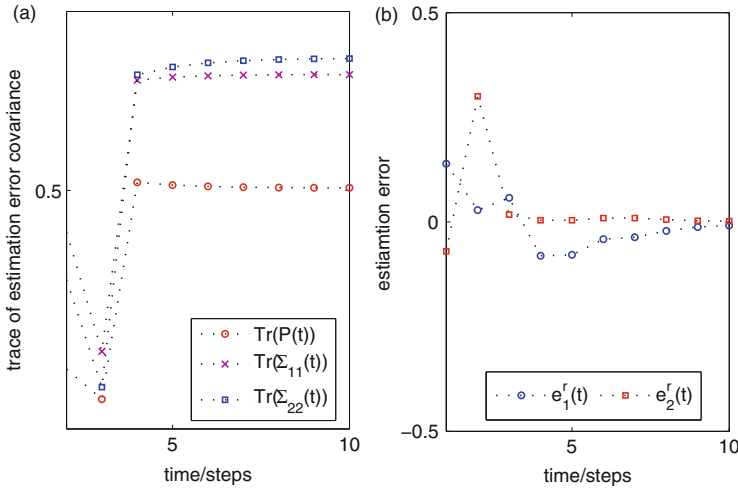 (a)
trace of estimation error covariance
0.5
Tr(P(t))
Tr(Σ₁₁(t))
Tr(Σ₂₂(t))
5
10
time/steps
(b)
estiamtion error
0.5
0
−0.5
e₁ʳ(t)
e₂ʳ(t)
5
10
time/steps